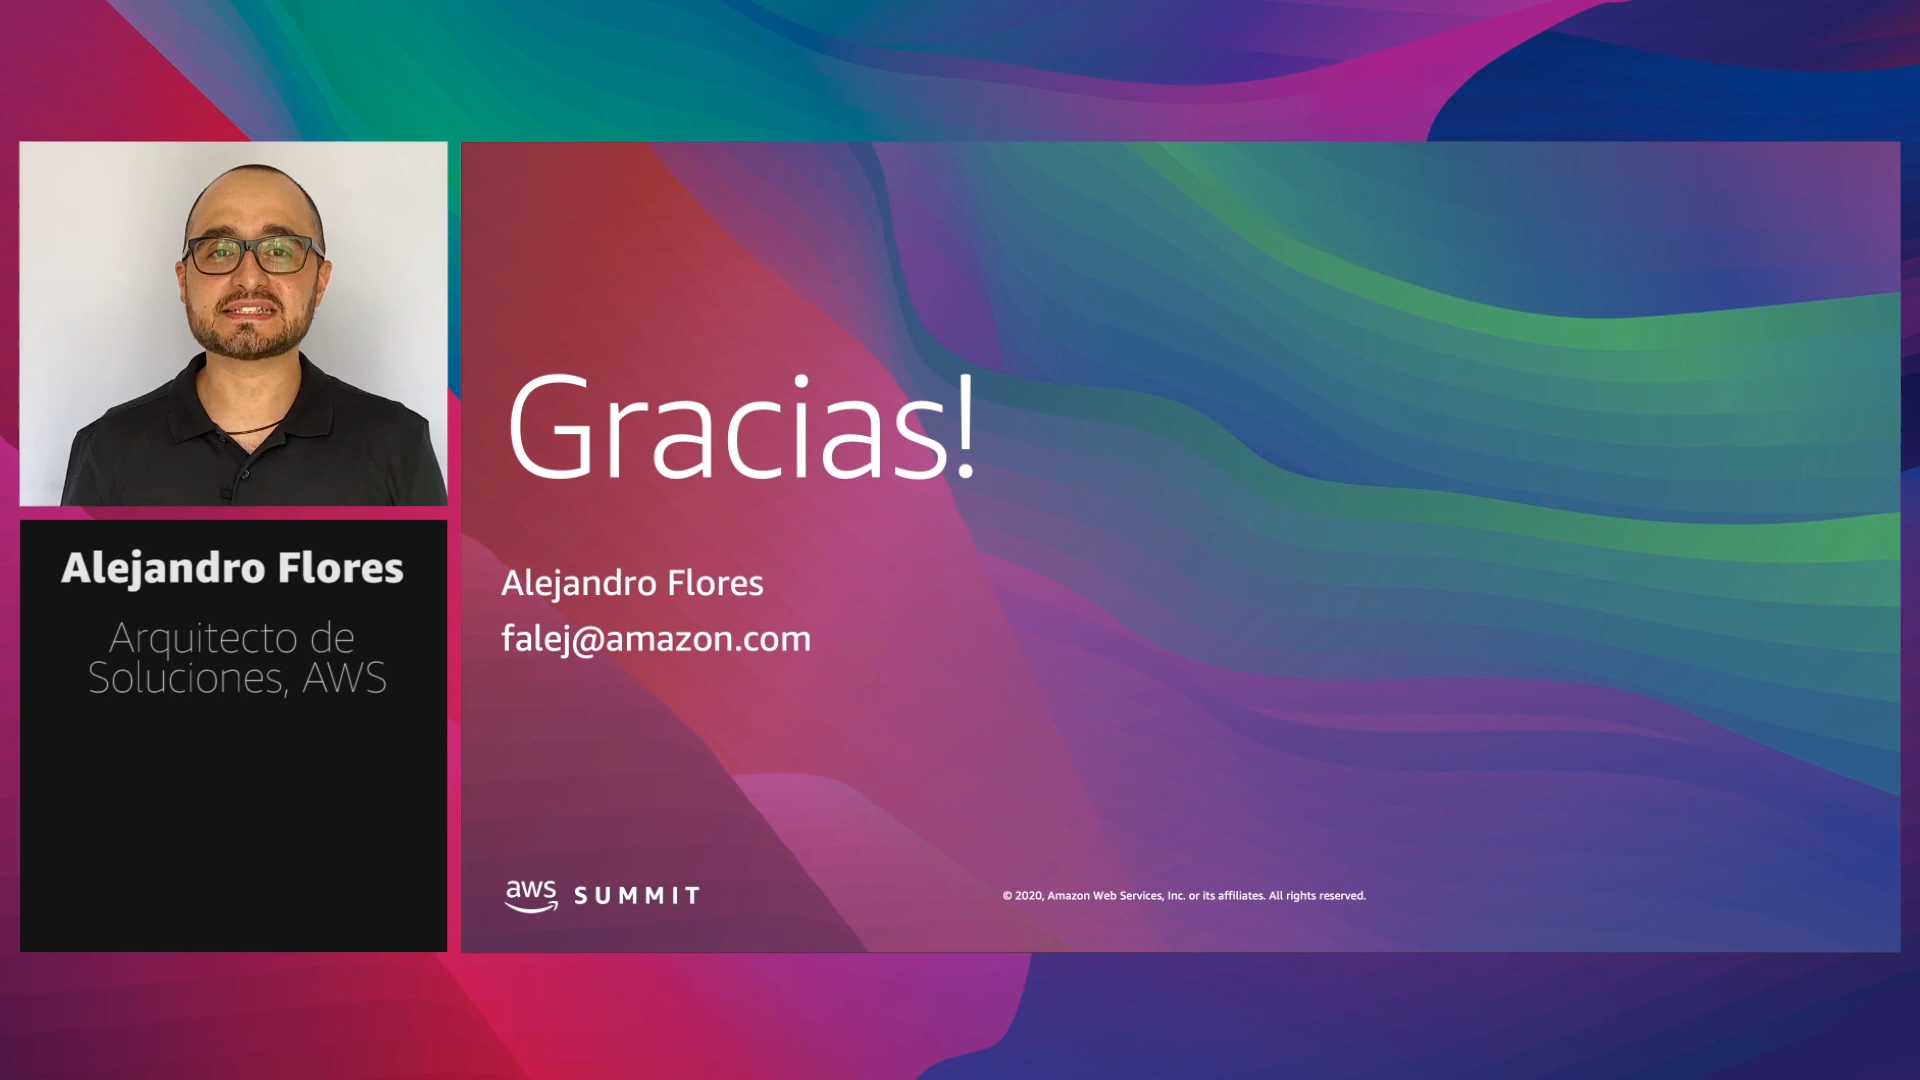 Alejandro Flores
Arquitecto de
Soluciones, AWS
Gracias!
Alejandro Flores
falej@amazon.com
aws SUMMIT
© 2020, Amazon Web Services, Inc. or its affiliates. All rights reserved.